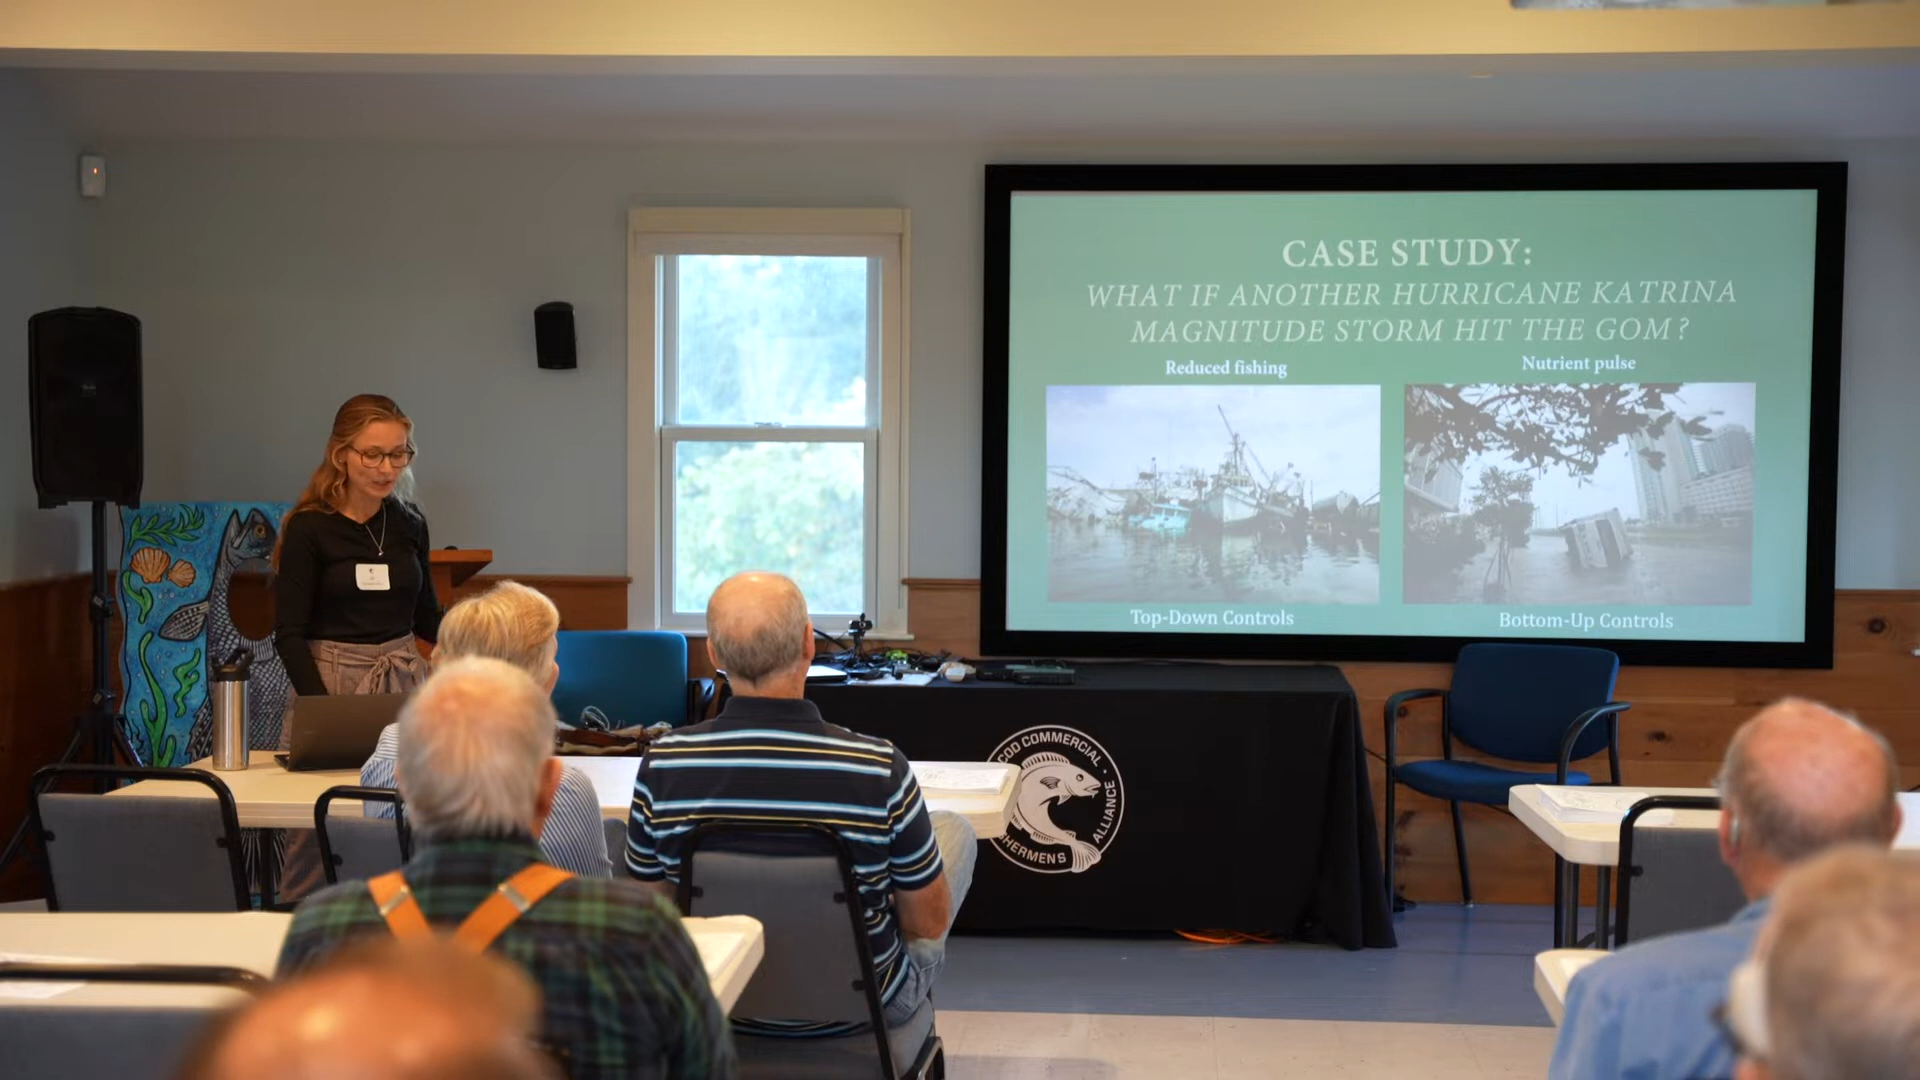 CASE STUDY:
WHAT IF ANOTHER HURRICANE KATRINA
MAGNITUDE STORM HIT THE GOM?
Reduced fishing
Nutrient pulse
Top-Down Controls
Bottom-Up Controls
COD COMMERCIAL
HERMENS
ALLIANCE